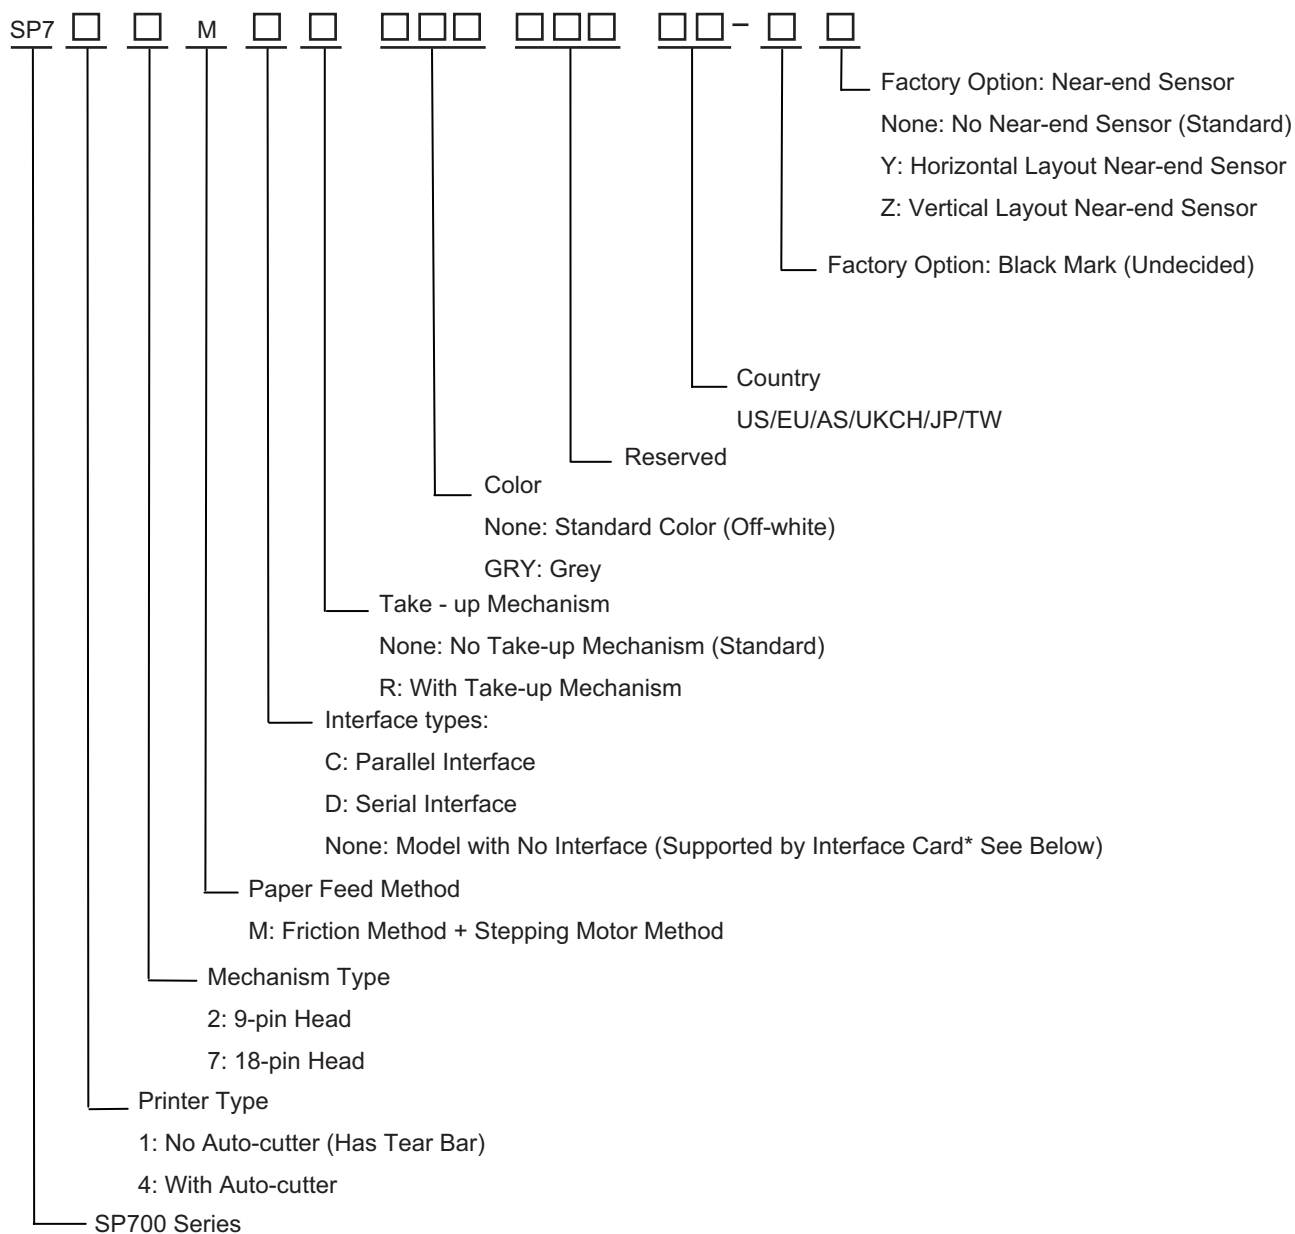 SP7 □ □ M □ □ □□□ □□□ □□-□ □
Factory Option: Near-end Sensor
None: No Near-end Sensor (Standard)
Y: Horizontal Layout Near-end Sensor
Z: Vertical Layout Near-end Sensor
Factory Option: Black Mark (Undecided)
Country
US/EU/AS/UKCH/JP/TW
Reserved
Color
None: Standard Color (Off-white)
GRY: Grey
Take - up Mechanism
None: No Take-up Mechanism (Standard)
R: With Take-up Mechanism
Interface types:
C: Parallel Interface
D: Serial Interface
None: Model with No Interface (Supported by Interface Card* See Below)
Paper Feed Method
M: Friction Method + Stepping Motor Method
Mechanism Type
2: 9-pin Head
7: 18-pin Head
Printer Type
1: No Auto-cutter (Has Tear Bar)
4: With Auto-cutter
SP700 Series